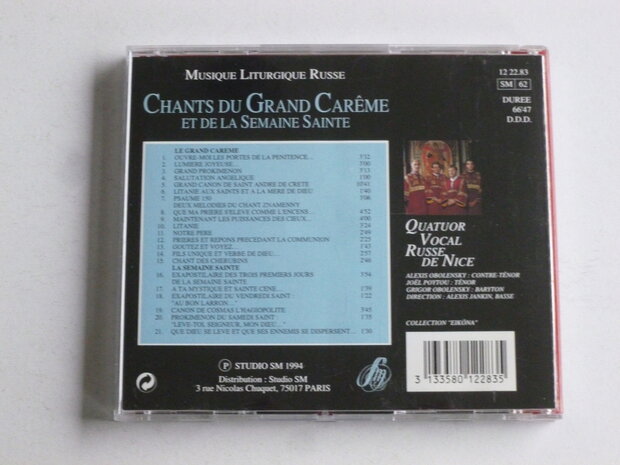 MUSIQUE LITURGIQUE RUSSE
CHANTS DU GRAND CARÊME
ET DE LA SEMAINE SAINTE
LE GRAND CAREME
1. OUVRE-MOI LES PORTES DE LA PENITENCE... 3'32
2. LUMIERE JOYEUSE... 3'00
3. GRAND PROKIMENON 3'13
4. SALUTATION ANGELIQUE 1'00
5. GRAND CANON DE SAINT ANDRE DE CRETE 10'41
6. LITANIE AUX SAINTS ET A LA MERE DE DIEU 1'40
7. PSAUME 150 3'06
DEUX MELODIES DU CHANT ZNAMENNY
8. QUE MA PRIERE S'ELEVE COMME L'ENCENS... 4'52
9. MAINTENANT LES PUISSANCES DES CIEUX... 4'00
10. LITANIE 3'24
11. NOTRE PERE 2'49
12. PRIERES ET REPONS PRECEDANT LA COMMUNION 2'25
13. GOUTEZ ET VOYEZ... 1'43
14. FILS UNIQUE ET VERBE DE DIEU... 2'57
15. CHANT DES CHERUBINS 2'46
LA SEMAINE SAINTE
16. EXAPOSTILAIRE DES TROIS PREMIERS JOURS 3'54
DE LA SEMAINE SAINTE
17. A TA MYSTIQUE ET SAINTE CENE... 1'39
18. EXAPOSTILAIRE DU VENDREDI SAINT 1'22
"AU BON LARRON..."
19. CANON DE COSMAS L'HAGIOPOLITE 3'45
20. PROKIMENON DU SAMEDI SAINT 1'35
"LEVE-TOI, SEIGNEUR, MON DIEU..."
21. QUE DIEU SE LEVE ET QUE SES ENNEMIS SE DISPERSENT... 1'30
Ⓟ STUDIO SM 1994
Distribution : Studio SM
3 rue Nicolas Chuquet, 75017 PARIS
12 22.83
SM 62
DUREE
66'47
D.D.D.
QUATUOR
VOCAL
RUSSE
DE NICE
ALEXIS OBOLENSKY : CONTRE-TÉNOR
JOËL POYTOU : TÉNOR
GRIGOR OBOLENSKY : BARYTON
DIRECTION : ALEXIS JANKIN, BASSE
COLLECTION "EIKÔNA"
3 133580 122835